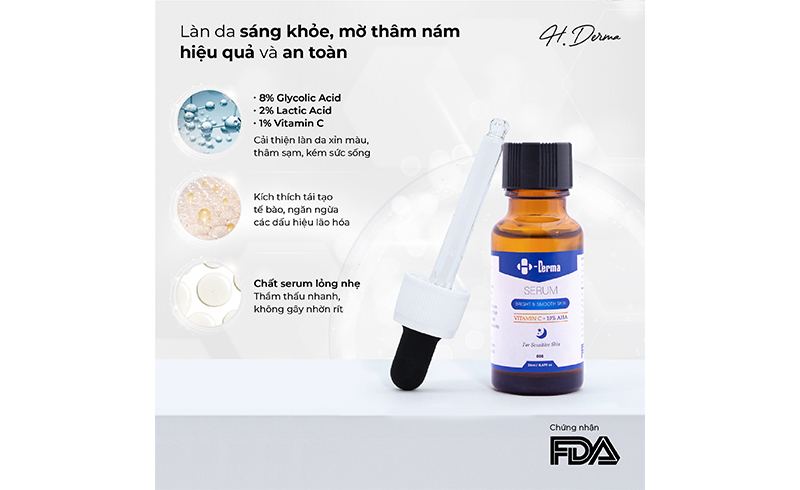 Làn da sáng khỏe, mờ thâm nám
hiệu quả và an toàn
H. Derma
• 8% Glycolic Acid
• 2% Lactic Acid
• 1% Vitamin C
Cải thiện làn da xỉn màu,
thâm sạm, kém sức sống
Kích thích tái tạo
tế bào, ngăn ngừa
các dấu hiệu lão hóa
Chất serum lỏng nhẹ
Thẩm thấu nhanh,
không gây nhờn rít
H-Derma
SERUM
BRIGHT & SMOOTH SKIN
VITAMIN C + 10% AHA
For Sensitive Skin
Chứng nhận
FDA